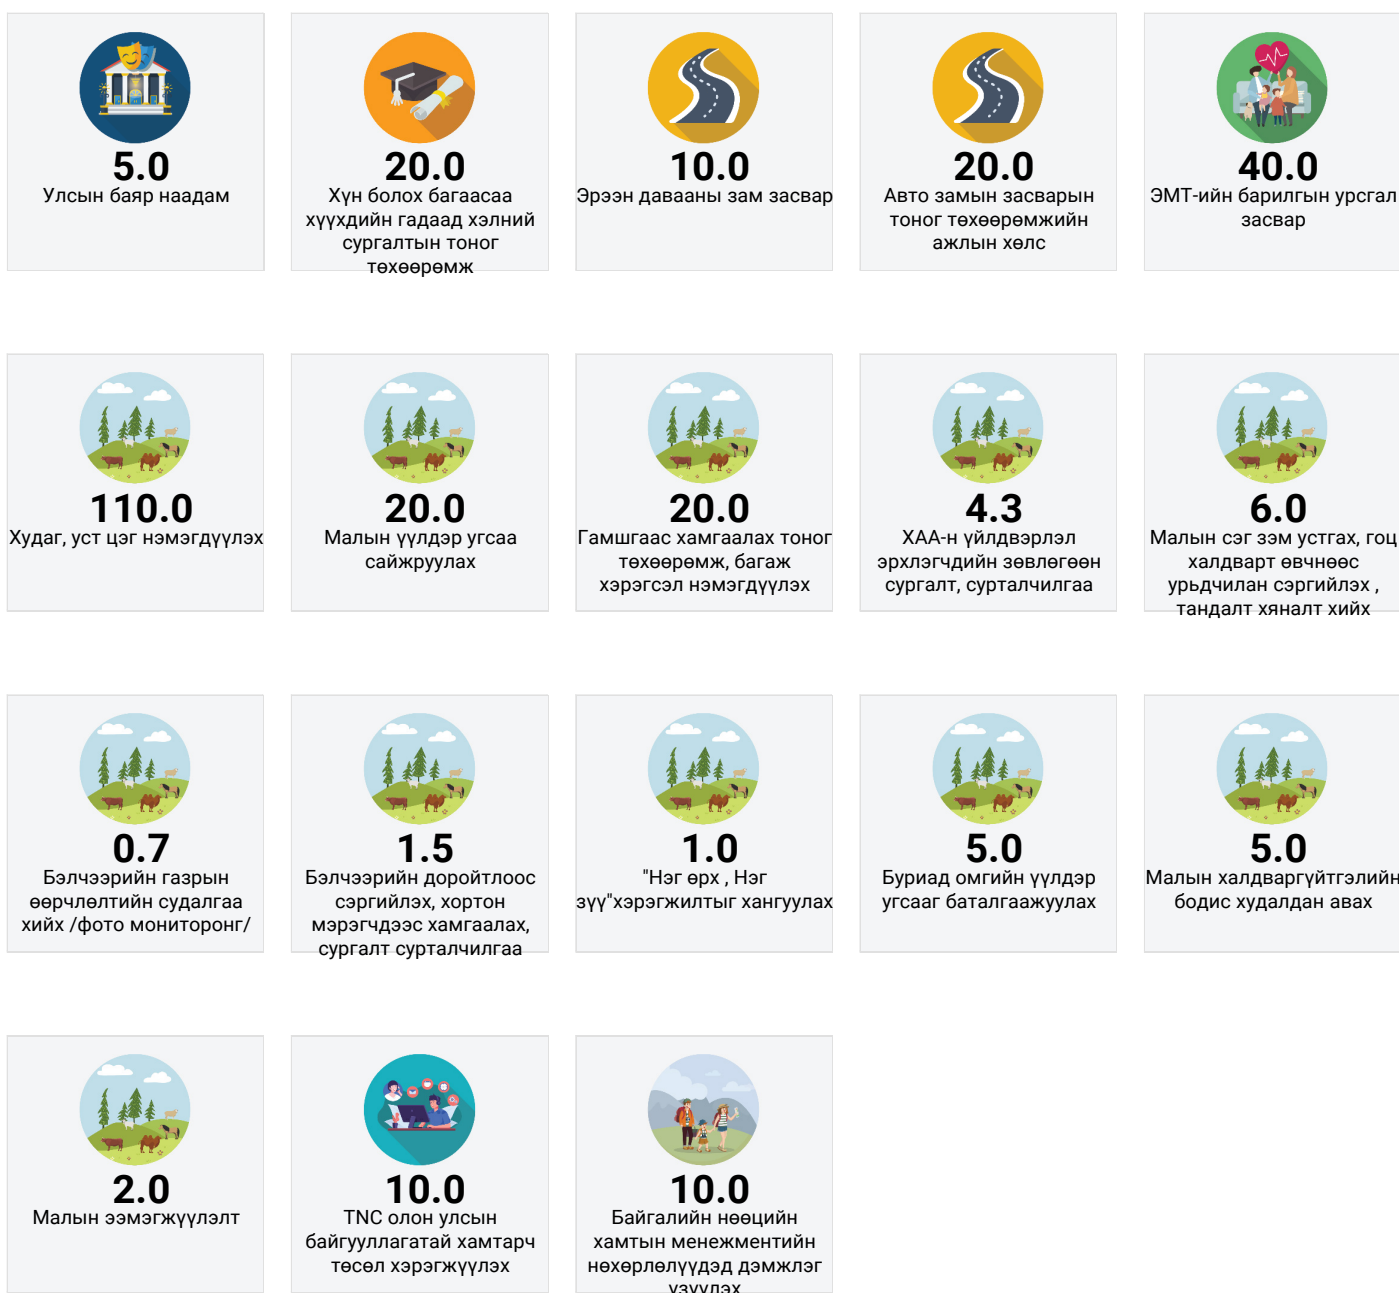 5.0
Улсын баяр наадам
20.0
Хүн болох багаасаа
хүүхдийн гадаад хэлний
сургалтын тоног
төхөөрөмж
10.0
Эрээн давааны зам засвар
20.0
Авто замын засварын
тоног төхөөрөмжийн
ажлын хөлс
40.0
ЭМТ-ийн барилгын урсгал
засвар
110.0
Худаг, уст цэг нэмэгдүүлэх
20.0
Малын үүлдэр угсаа
сайжруулах
20.0
Гамшгаас хамгаалах тоног
төхөөрөмж, багаж
хэрэгсэл нэмэгдүүлэх
4.3
ХАА-н үйлдвэрлэл
эрхлэгчдийн зөвлөгөөн
сургалт, сурталчилгаа
6.0
Малын сэг зэм устгах, гоц
халдварт өвчнөөс
урьдчилан сэргийлэх ,
тандалт хяналт хийх
0.7
Бэлчээрийн газрын
өөрчлөлтийн судалгаа
хийх /фото мониторонг/
1.5
Бэлчээрийн доройтлоос
сэргийлэх, хортон
мэрэгчдээс хамгаалах,
сургалт сурталчилгаа
1.0
"Нэг өрх , Нэг
зүү"хэрэгжилтыг хангуулах
5.0
Буриад омгийн үүлдэр
угсааг баталгаажуулах
5.0
Малын халдваргүйтгэлийн
бодис худалдан авах
2.0
Малын ээмэгжүүлэлт
10.0
TNC олон улсын
байгууллагатай хамтарч
төсөл хэрэгжүүлэх
10.0
Байгалийн нөөцийн
хамтын менежментийн
нөхөрлөлүүдэд дэмжлэг
үзүүлэх